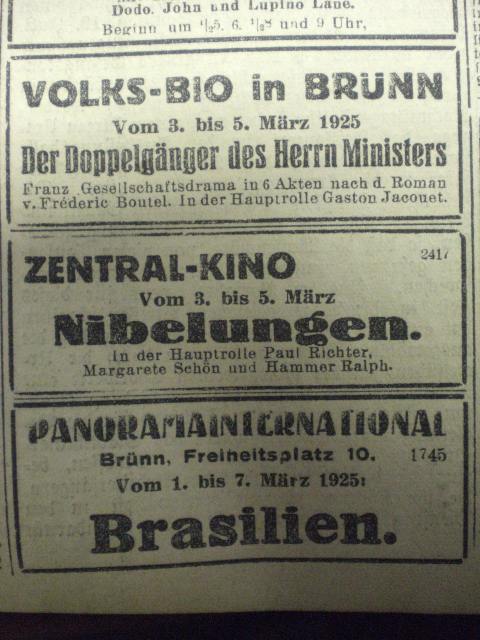 Dodo. John und Lupino Lane.
Beginn um ½5. 6. ½8 und 9 Uhr,
VOLKS-BIO in BRÜNN
Vom 3. bis 5. März 1925
Der Doppelgänger des Herrn Ministers
Franz. Gesellschaftsdrama in 6 Akten nach d. Roman
v. Fréderic Boutel. In der Hauptrolle Gaston Jacquet.
ZENTRAL-KINO 2417
Vom 3. bis 5. März
Nibelungen.
In der Hauptrolle Paul Richter,
Margarete Schön und Hammer Ralph.
PANORAMAINTERNATIONAL
Brünn, Freiheitsplatz 10. 1745
Vom 1. bis 7. März 1925:
Brasilien.